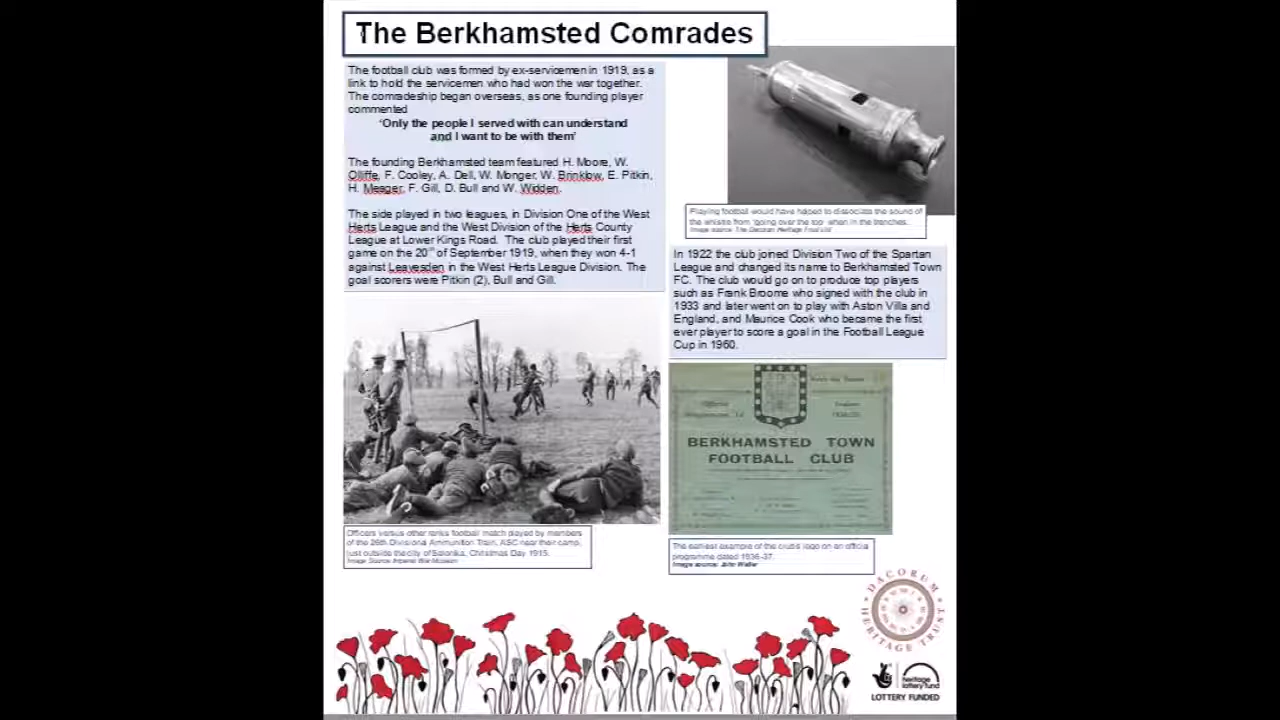 The Berkhamsted Comrades
The football club was formed by ex-servicemen in 1919, as a
link to hold the servicemen who had won the war together.
The comradeship began overseas, as one founding player
commented
'Only the people I served with can understand
and I want to be with them'
The founding Berkhamsted team featured H. Moore, W.
Olliffe, F. Cooley, A. Dell, W. Monger, W. Brinklow, E. Pitkin,
H. Meager, F. Gill, D. Bull and W. Widden.
The side played in two leagues, in Division One of the West
Herts League and the West Division of the Herts County
League at Lower Kings Road. The club played their first
game on the 20th of September 1919, when they won 4-1
against Leavesden in the West Herts League Division. The
goal scorers were Pitkin (2), Bull and Gill.
Officers versus other ranks football match played by members
of the 26th Divisional Ammunition Train, ASC near their camp,
just outside the city of Salonika, Christmas Day 1915.
Image Source Imperial War Museum
Playing football would have helped to dissociate the sound of
the whistle from 'going over the top' when in the trenches.
Image source The Dacorum Heritage Trust Ltd
In 1922 the club joined Division Two of the Spartan
League and changed its name to Berkhamsted Town
FC. The club would go on to produce top players
such as Frank Broome who signed with the club in
1933 and later went on to play with Aston Villa and
England, and Maurice Cook who became the first
ever player to score a goal in the Football League
Cup in 1960.
BERKHAMSTED TOWN
FOOTBALL CLUB
The earliest example of the clubs logo on an official
programme dated 1936-37.
Image source: John Waller
DACORUM
HERITAGE TRUST
heritage
lottery fund
LOTTERY FUNDED